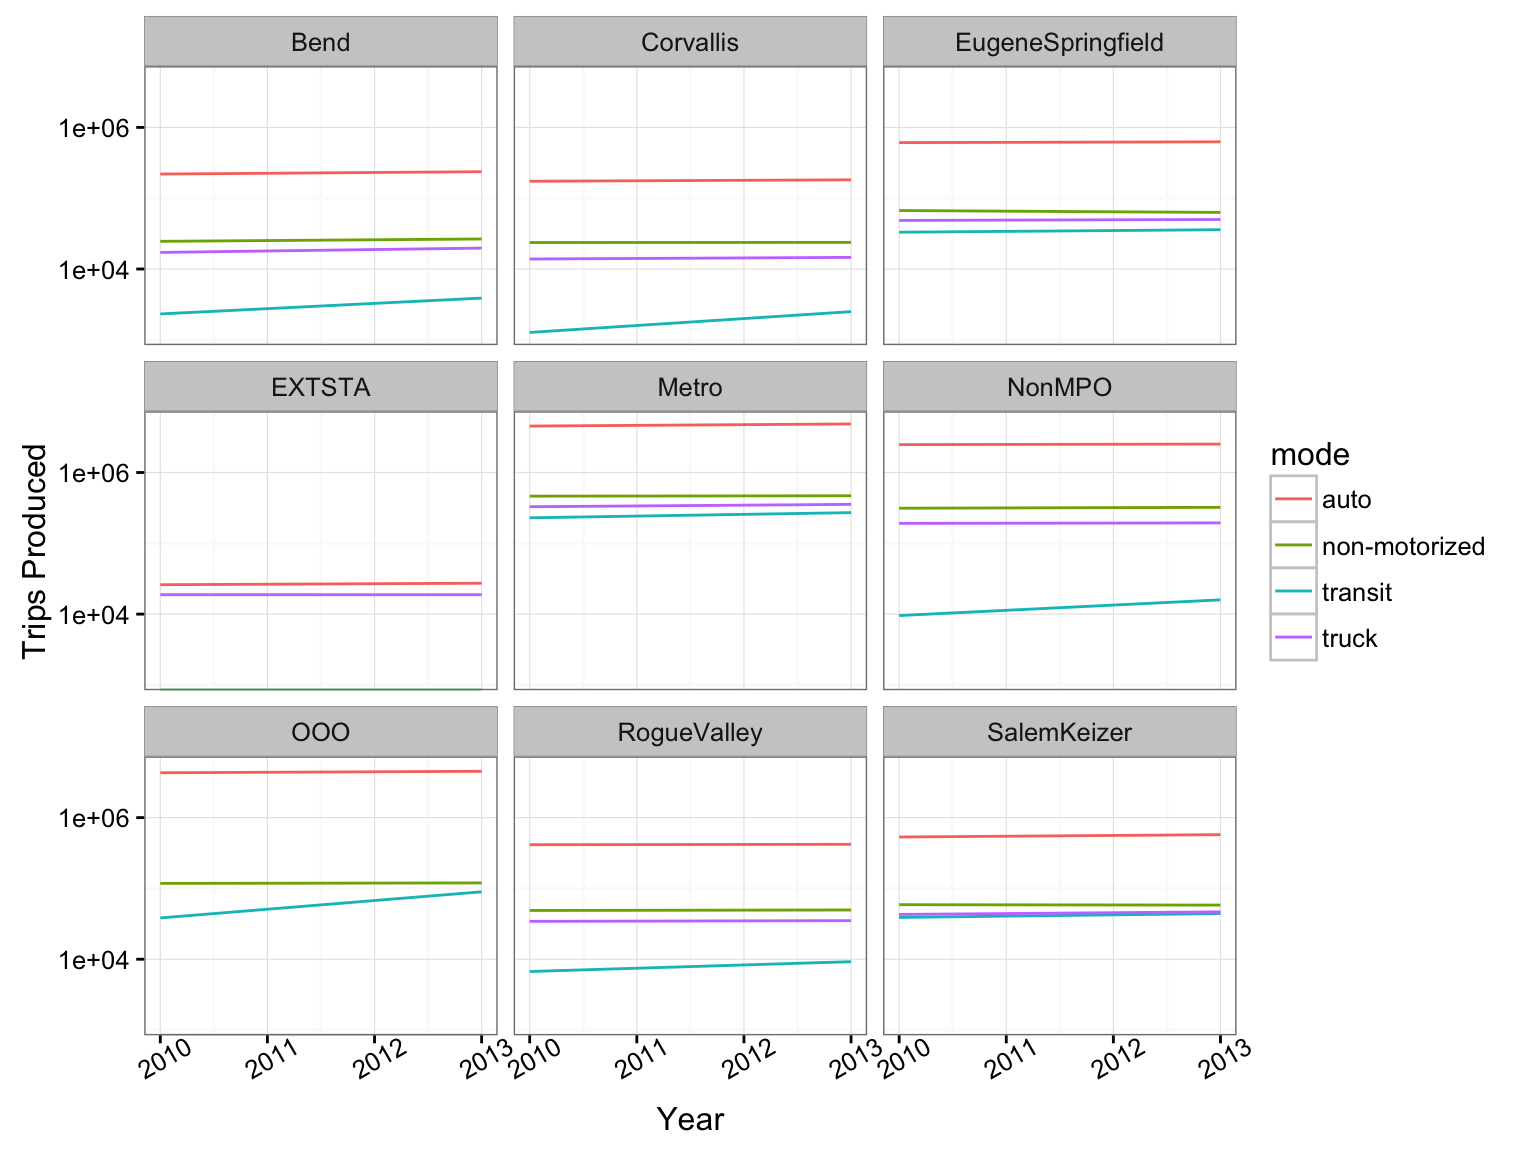 Bend Corvallis EugeneSpringfield
1e+06
1e+04
EXTSTA Metro NonMPO
1e+06
1e+04
Trips Produced
mode
auto
non-motorized
transit
truck
OOO RogueValley SalemKeizer
1e+06
1e+04
2010 2011 2012 2013 2010 2011 2012 2013 2010 2011 2012 2013
Year